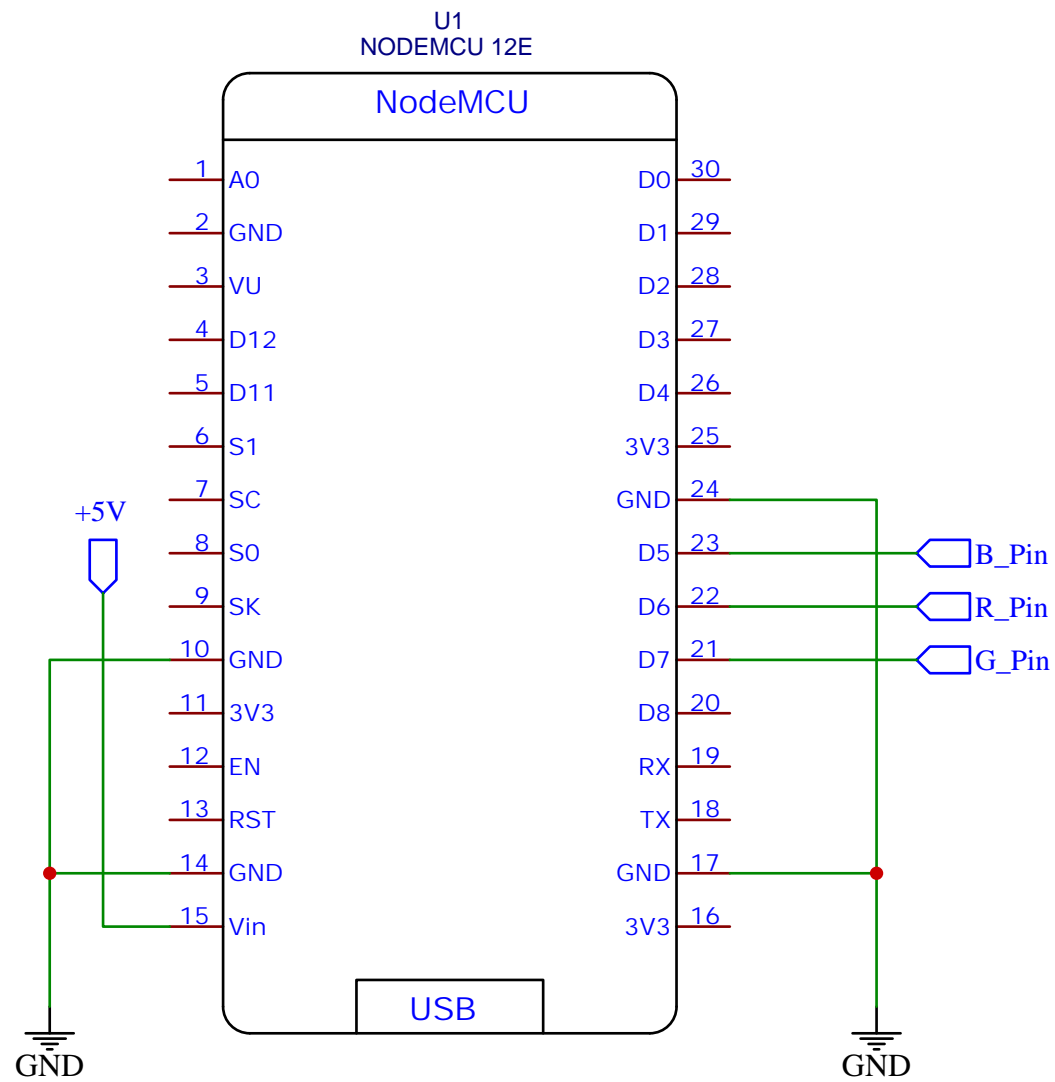 U1
NODEMCU 12E
NodeMCU
1 A0 D0 30
2 GND D1 29
3 VU D2 28
4 D12 D3 27
5 D11 D4 26
6 S1 3V3 25
7 SC GND 24
+5V
8 S0 D5 23 B_Pin
9 SK D6 22 R_Pin
10 GND D7 21 G_Pin
11 3V3 D8 20
12 EN RX 19
13 RST TX 18
14 GND GND 17
15 Vin 3V3 16
USB
GND GND